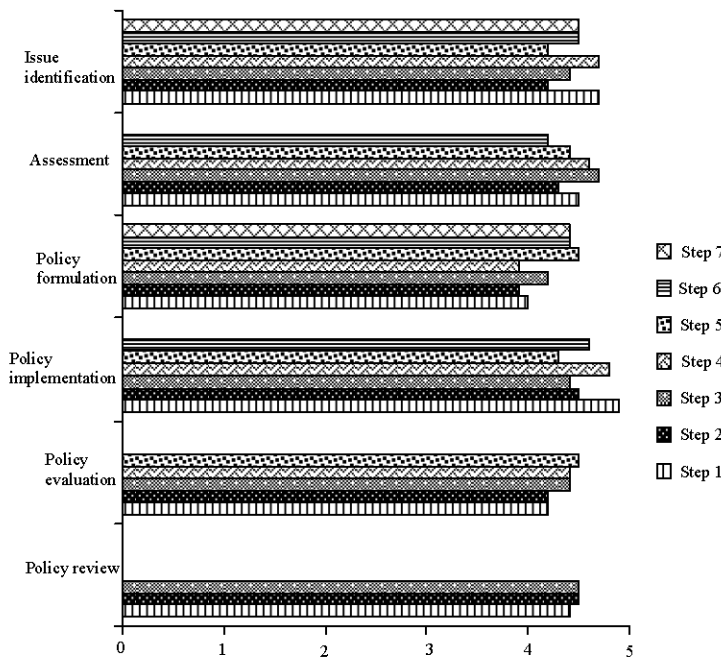 Issue
identification
Assessment
Policy
formulation
Policy
implementation
Policy
evaluation
Policy review
0
1
2
3
4
5
Step 7
Step 6
Step 5
Step 4
Step 3
Step 2
Step 1